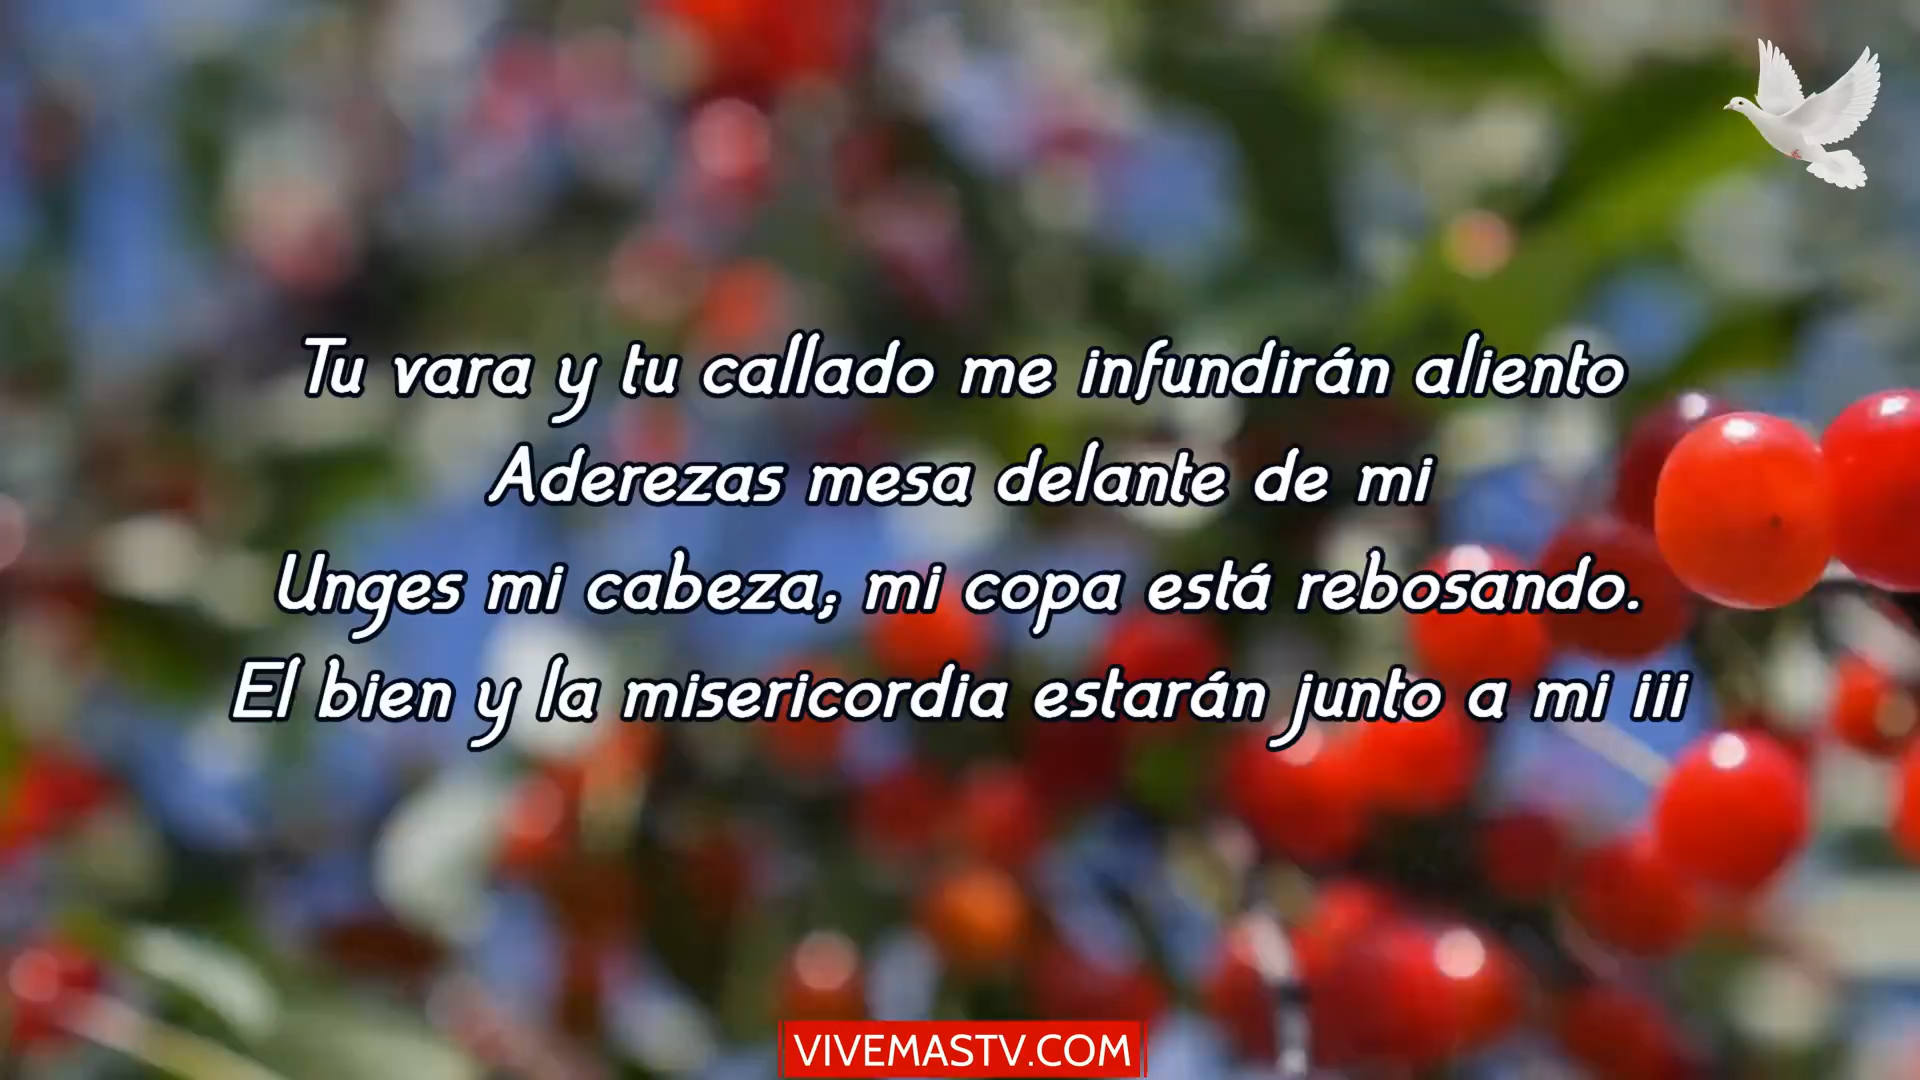 Tu vara y tu callado me infundirán aliento
Aderezas mesa delante de mi
Unges mi cabeza; mi copa está rebosando.
El bien y la misericordia estarán junto a mi iii
VIVEMASTV.COM